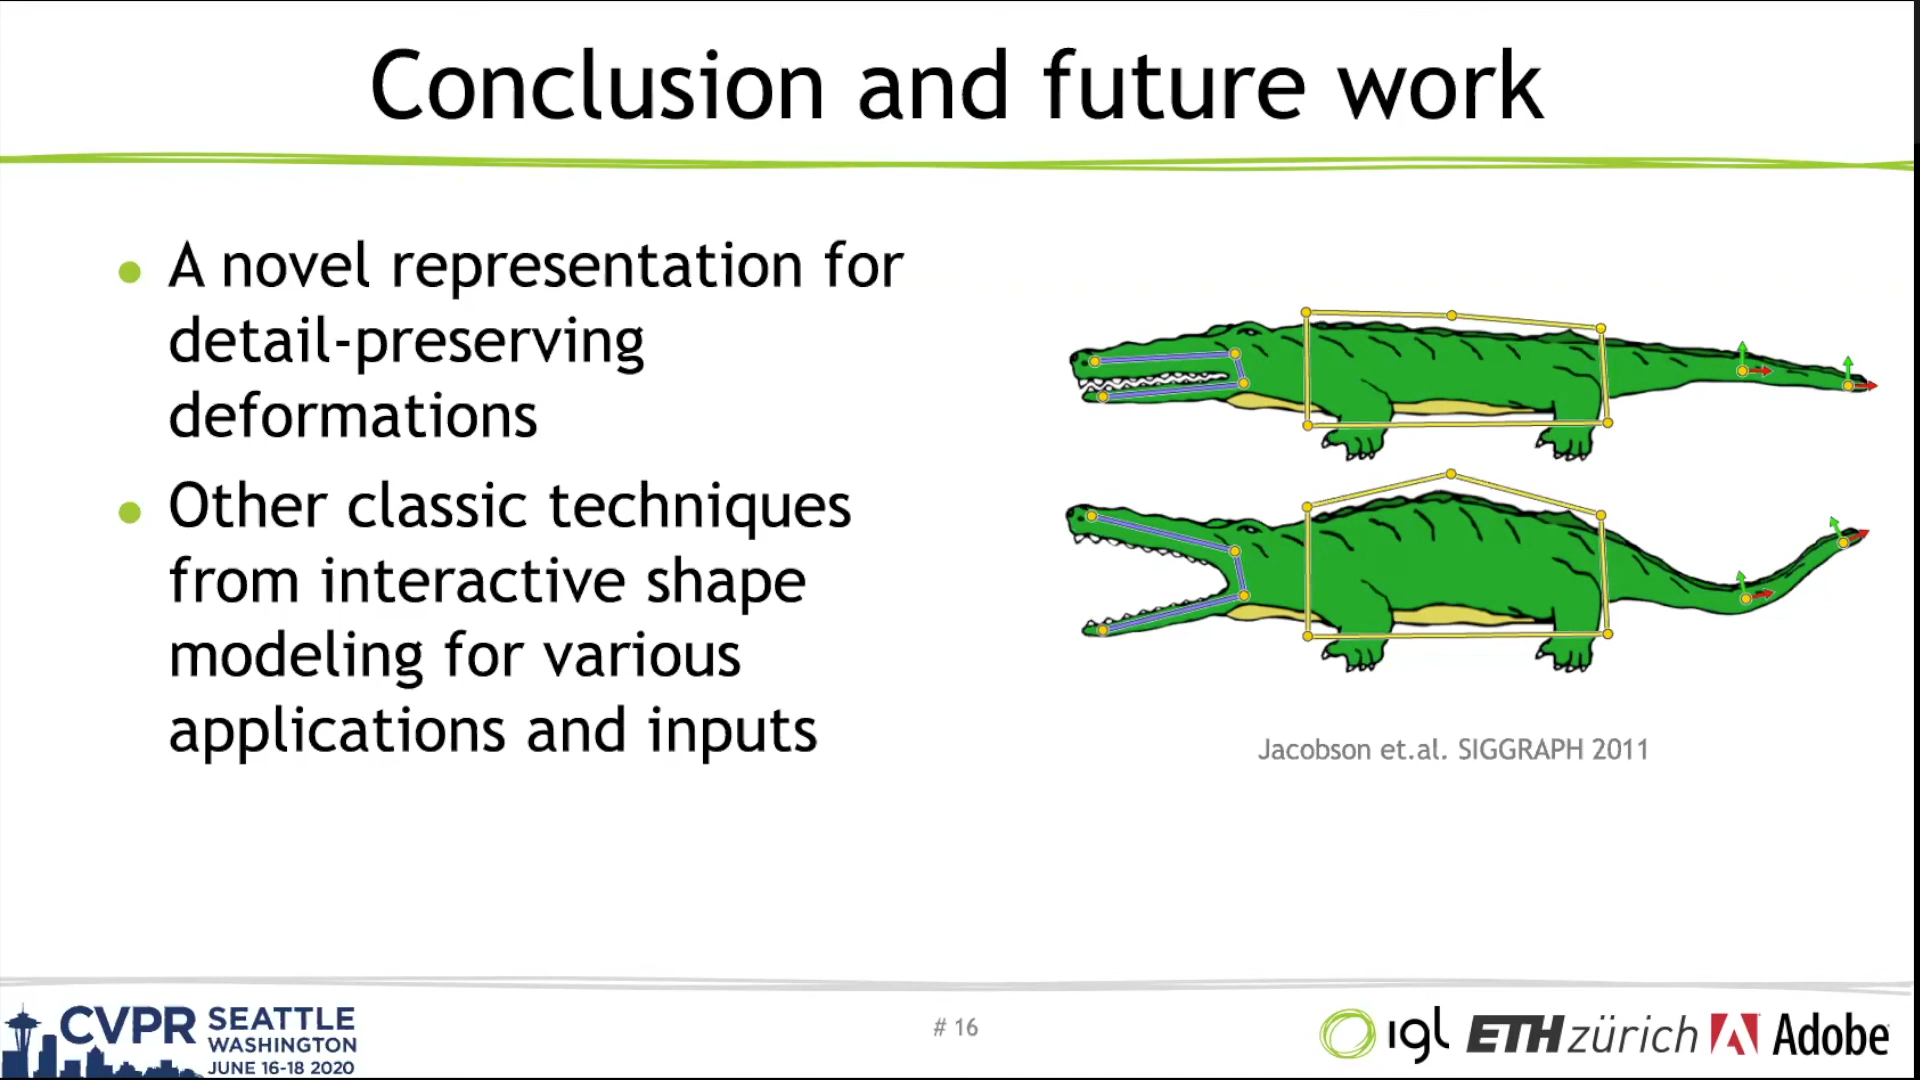 Conclusion and future work
A novel representation for
detail-preserving
deformations
Other classic techniques
from interactive shape
modeling for various
applications and inputs
Jacobson et.al. SIGGRAPH 2011
CVPR SEATTLE
WASHINGTON
JUNE 16-18 2020
# 16
igl ETH zürich Adobe